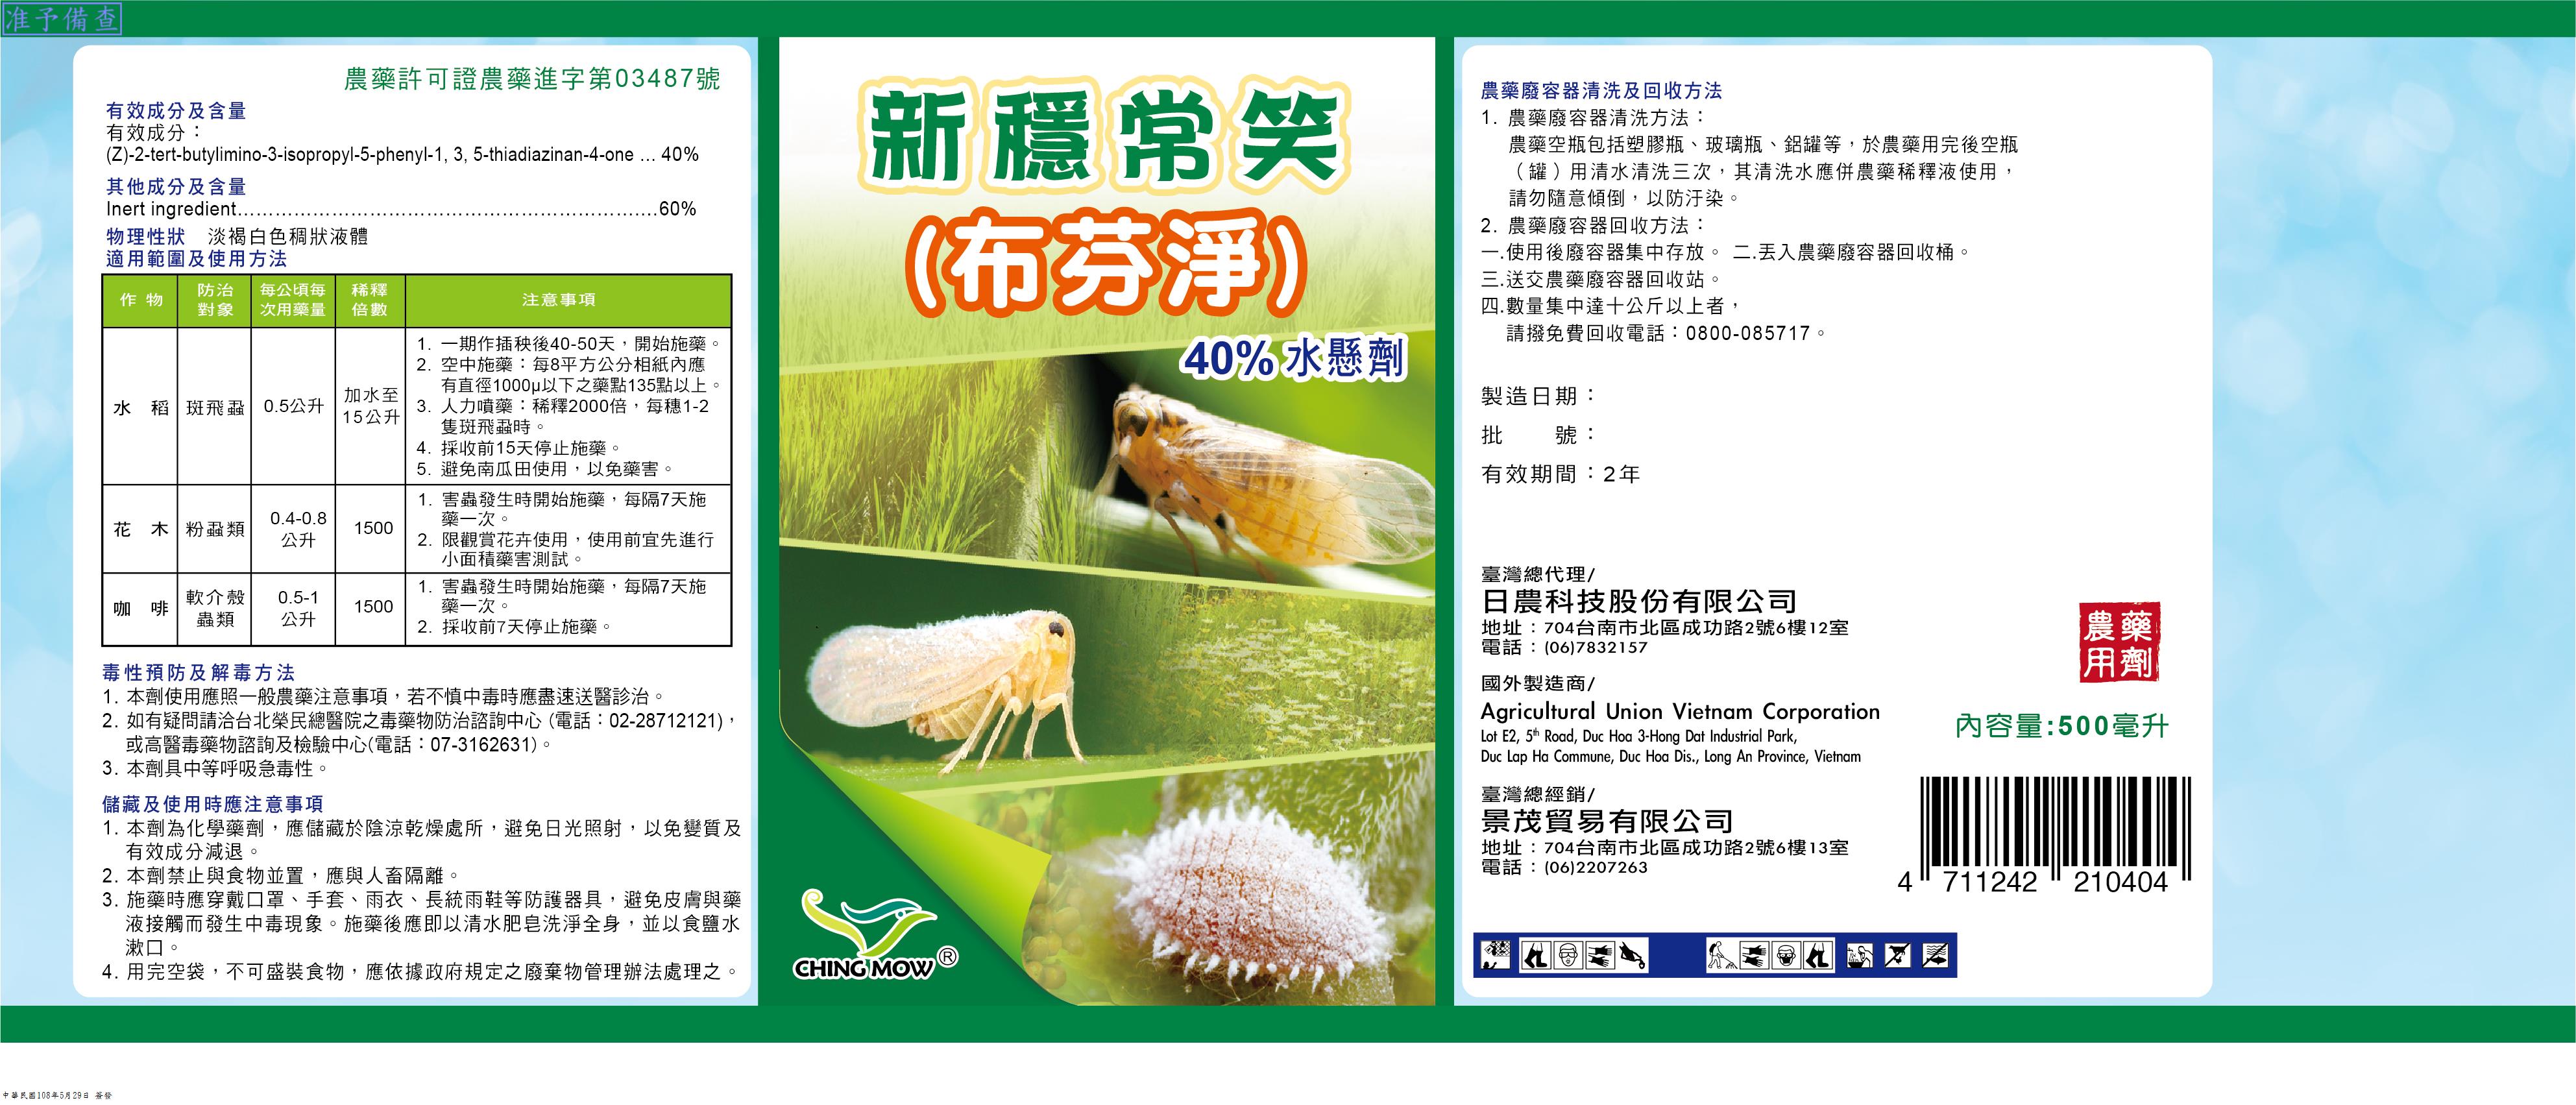 准予備查
農藥許可證農藥進字第03487號
有效成分及含量
有效成分：
(Z)-2-tert-butylimino-3-isopropyl-5-phenyl-1, 3, 5-thiadiazinan-4-one ... 40%
其他成分及含量
Inert ingredient……………………………………………………………60%
物理性狀　淡褐白色稠狀液體
適用範圍及使用方法
作 物　防治對象　每公頃每次用藥量　稀釋倍數　注意事項
水 稻　斑飛蝨　0.5公升　加水至15公升
1. 一期作插秧後40-50天，開始施藥。
2. 空中施藥：每8平方公分相紙內應
有直徑1000μ以下之藥點135點以上。
3. 人力噴藥：稀釋2000倍，每穗1-2
隻斑飛蝨時。
4. 採收前15天停止施藥。
5. 避免南瓜田使用，以免藥害。
花 木　粉蝨類　0.4-0.8公升　1500
1. 害蟲發生時開始施藥，每隔7天施
藥一次。
2. 限觀賞花卉使用，使用前宜先進行
小面積藥害測試。
咖 啡　軟介殼蟲類　0.5-1公升　1500
1. 害蟲發生時開始施藥，每隔7天施
藥一次。
2. 採收前7天停止施藥。
毒性預防及解毒方法
1. 本劑使用應照一般農藥注意事項，若不慎中毒時應盡速送醫診治。
2. 如有疑問請洽台北榮民總醫院之毒藥物防治諮詢中心 (電話：02-28712121)，
或高醫毒藥物諮詢及檢驗中心(電話：07-3162631)。
3. 本劑具中等呼吸急毒性。
儲藏及使用時應注意事項
1. 本劑為化學藥劑，應儲藏於陰涼乾燥處所，避免日光照射，以免變質及
有效成分減退。
2. 本劑禁止與食物並置，應與人畜隔離。
3. 施藥時應穿戴口罩、手套、雨衣、長統雨鞋等防護器具，避免皮膚與藥
液接觸而發生中毒現象。施藥後應即以清水肥皂洗淨全身，並以食鹽水
漱口。
4. 用完空袋，不可盛裝食物，應依據政府規定之廢棄物管理辦法處理之。
新穩常笑
(布芬淨)
40% 水懸劑
CHING MOW ®
農藥廢容器清洗及回收方法
1. 農藥廢容器清洗方法：
農藥空瓶包括塑膠瓶、玻璃瓶、鋁罐等，於農藥用完後空瓶
（罐）用清水清洗三次，其清洗水應併農藥稀釋液使用，
請勿隨意傾倒，以防汙染。
2. 農藥廢容器回收方法：
一.使用後廢容器集中存放。 二.丟入農藥廢容器回收桶。
三.送交農藥廢容器回收站。
四.數量集中達十公斤以上者，
請撥免費回收電話：0800-085717。
製造日期：
批　　號：
有效期間：2年
臺灣總代理/
日農科技股份有限公司
地址：704台南市北區成功路2號6樓12室
電話：(06)7832157
國外製造商/
Agricultural Union Vietnam Corporation
Lot E2, 5th Road, Duc Hoa 3-Hong Dat Industrial Park,
Duc Lap Ha Commune, Duc Hoa Dis., Long An Province, Vietnam
臺灣總經銷/
景茂貿易有限公司
地址：704台南市北區成功路2號6樓13室
電話：(06)2207263
農藥
用劑
內容量:500毫升
4 711242 210404
中華民國108年5月29日 簽發